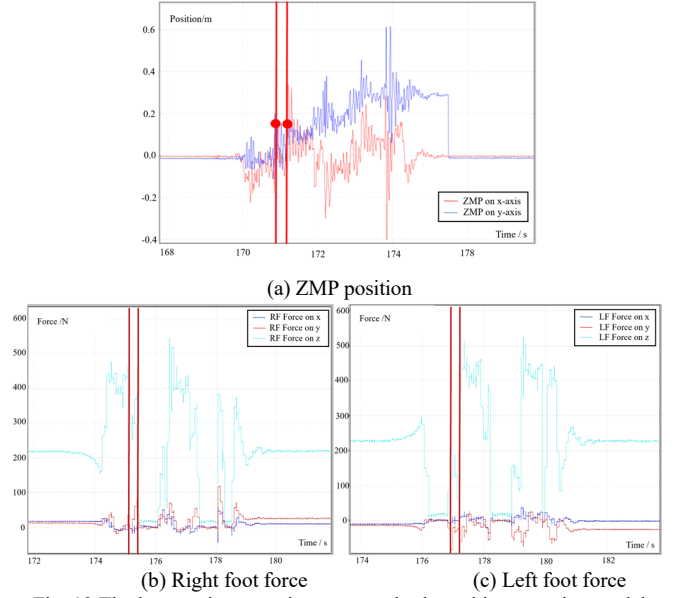 Position/m
0.6
0.4
0.2
0.0
-0.2
-0.4
ZMP on x-axis
ZMP on y-axis
Time / s
168 170 172 174 176 178
(a) ZMP position
Force /N
RF Force on x
RF Force on y
RF Force on z
600
500
400
300
200
100
0
Time / s
172 174 176 178 180 182
Force /N
LF Force on x
LF Force on y
LF Force on z
600
500
400
300
200
100
0
Time / s
174 176 178 180 182
(b) Right foot force (c) Left foot force